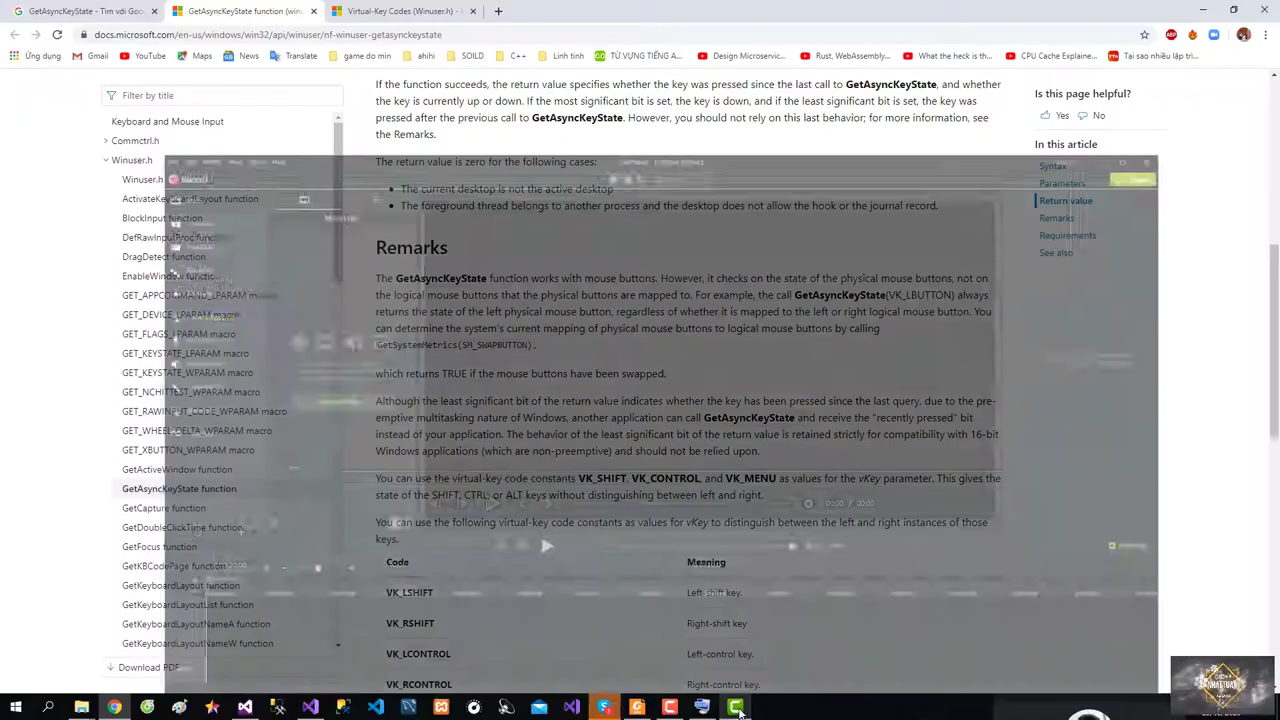 GetAsyncKeyState - Tìm với Goo
GetAsyncKeyState function (win
Virtual-Key Codes (Winuser.h) -
docs.microsoft.com/en-us/windows/win32/api/winuser/nf-winuser-getasynckeystate
Ứng dụng
Gmail
YouTube
Maps
News
Translate
game do min
ahihi
SOILD
C++
Linh tinh
TỪ VỰNG TIẾNG A...
Design Microservic...
Rust, WebAssembly...
What the heck is th...
CPU Cache Explaine...
Tại sao nên lập trì...
Filter by title
Keyboard and Mouse Input
Commctrl.h
Winuser.h
Winuser.h
ActivateKeyboardLayout function
BlockInput function
DefRawInputProc function
DragDetect function
EnableWindow function
GET_APPCOMMAND_LPARAM m
GET_DEVICE_LPARAM macro
GET_FLAGS_LPARAM macro
GET_KEYSTATE_LPARAM macro
GET_KEYSTATE_WPARAM macro
GET_NCHITTEST_WPARAM macro
GET_RAWINPUT_CODE_WPARAM macro
GET_WHEEL_DELTA_WPARAM macro
GET_XBUTTON_WPARAM macro
GetActiveWindow function
GetAsyncKeyState function
GetCapture function
GetDoubleClickTime function
GetFocus function
GetKBCodePage function
GetKeyboardLayout function
GetKeyboardLayoutList function
GetKeyboardLayoutNameA function
GetKeyboardLayoutNameW function
Download PDF
If the function succeeds, the return value specifies whether the key was pressed since the last call to GetAsyncKeyState, and whether
the key is currently up or down. If the most significant bit is set, the key is down, and if the least significant bit is set, the key was
pressed after the previous call to GetAsyncKeyState. However, you should not rely on this last behavior; for more information, see
the Remarks.
The return value is zero for the following cases:
• The current desktop is not the active desktop
• The foreground thread belongs to another process and the desktop does not allow the hook or the journal record.
Remarks
The GetAsyncKeyState function works with mouse buttons. However, it checks on the state of the physical mouse buttons, not on
the logical mouse buttons that the physical buttons are mapped to. For example, the call GetAsyncKeyState(VK_LBUTTON) always
returns the state of the left physical mouse button, regardless of whether it is mapped to the left or right logical mouse button. You
can determine the system's current mapping of physical mouse buttons to logical mouse buttons by calling
GetSystemMetrics(SM_SWAPBUTTON).
which returns TRUE if the mouse buttons have been swapped.
Although the least significant bit of the return value indicates whether the key has been pressed since the last query, due to the pre-
emptive multitasking nature of Windows, another application can call GetAsyncKeyState and receive the "recently pressed" bit
instead of your application. The behavior of the least significant bit of the return value is retained strictly for compatibility with 16-bit
Windows applications (which are non-preemptive) and should not be relied upon.
You can use the virtual-key code constants VK_SHIFT, VK_CONTROL, and VK_MENU as values for the vKey parameter. This gives the
state of the SHIFT, CTRL, or ALT keys without distinguishing between left and right.
00:00 / 00:00
You can use the following virtual-key code constants as values for vKey to distinguish between the left and right instances of those
keys.
Code Meaning
VK_LSHIFT Left-shift key.
VK_RSHIFT Right-shift key
VK_LCONTROL Left-control key.
VK_RCONTROL Right-control key.
Is this page helpful?
Yes No
In this article
Syntax
Parameters
Return value
Remarks
Requirements
See also